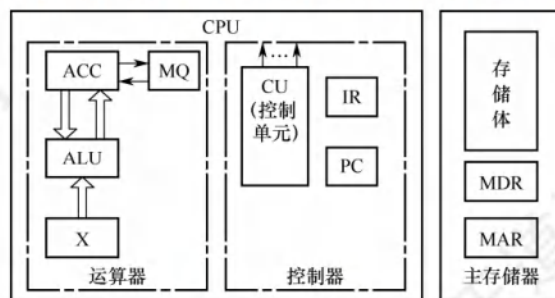 CPU
ACC
MQ
ALU
X
运算器
…
CU
(控制
单元)
IR
PC
控制器
存
储
体
MDR
MAR
主存储器